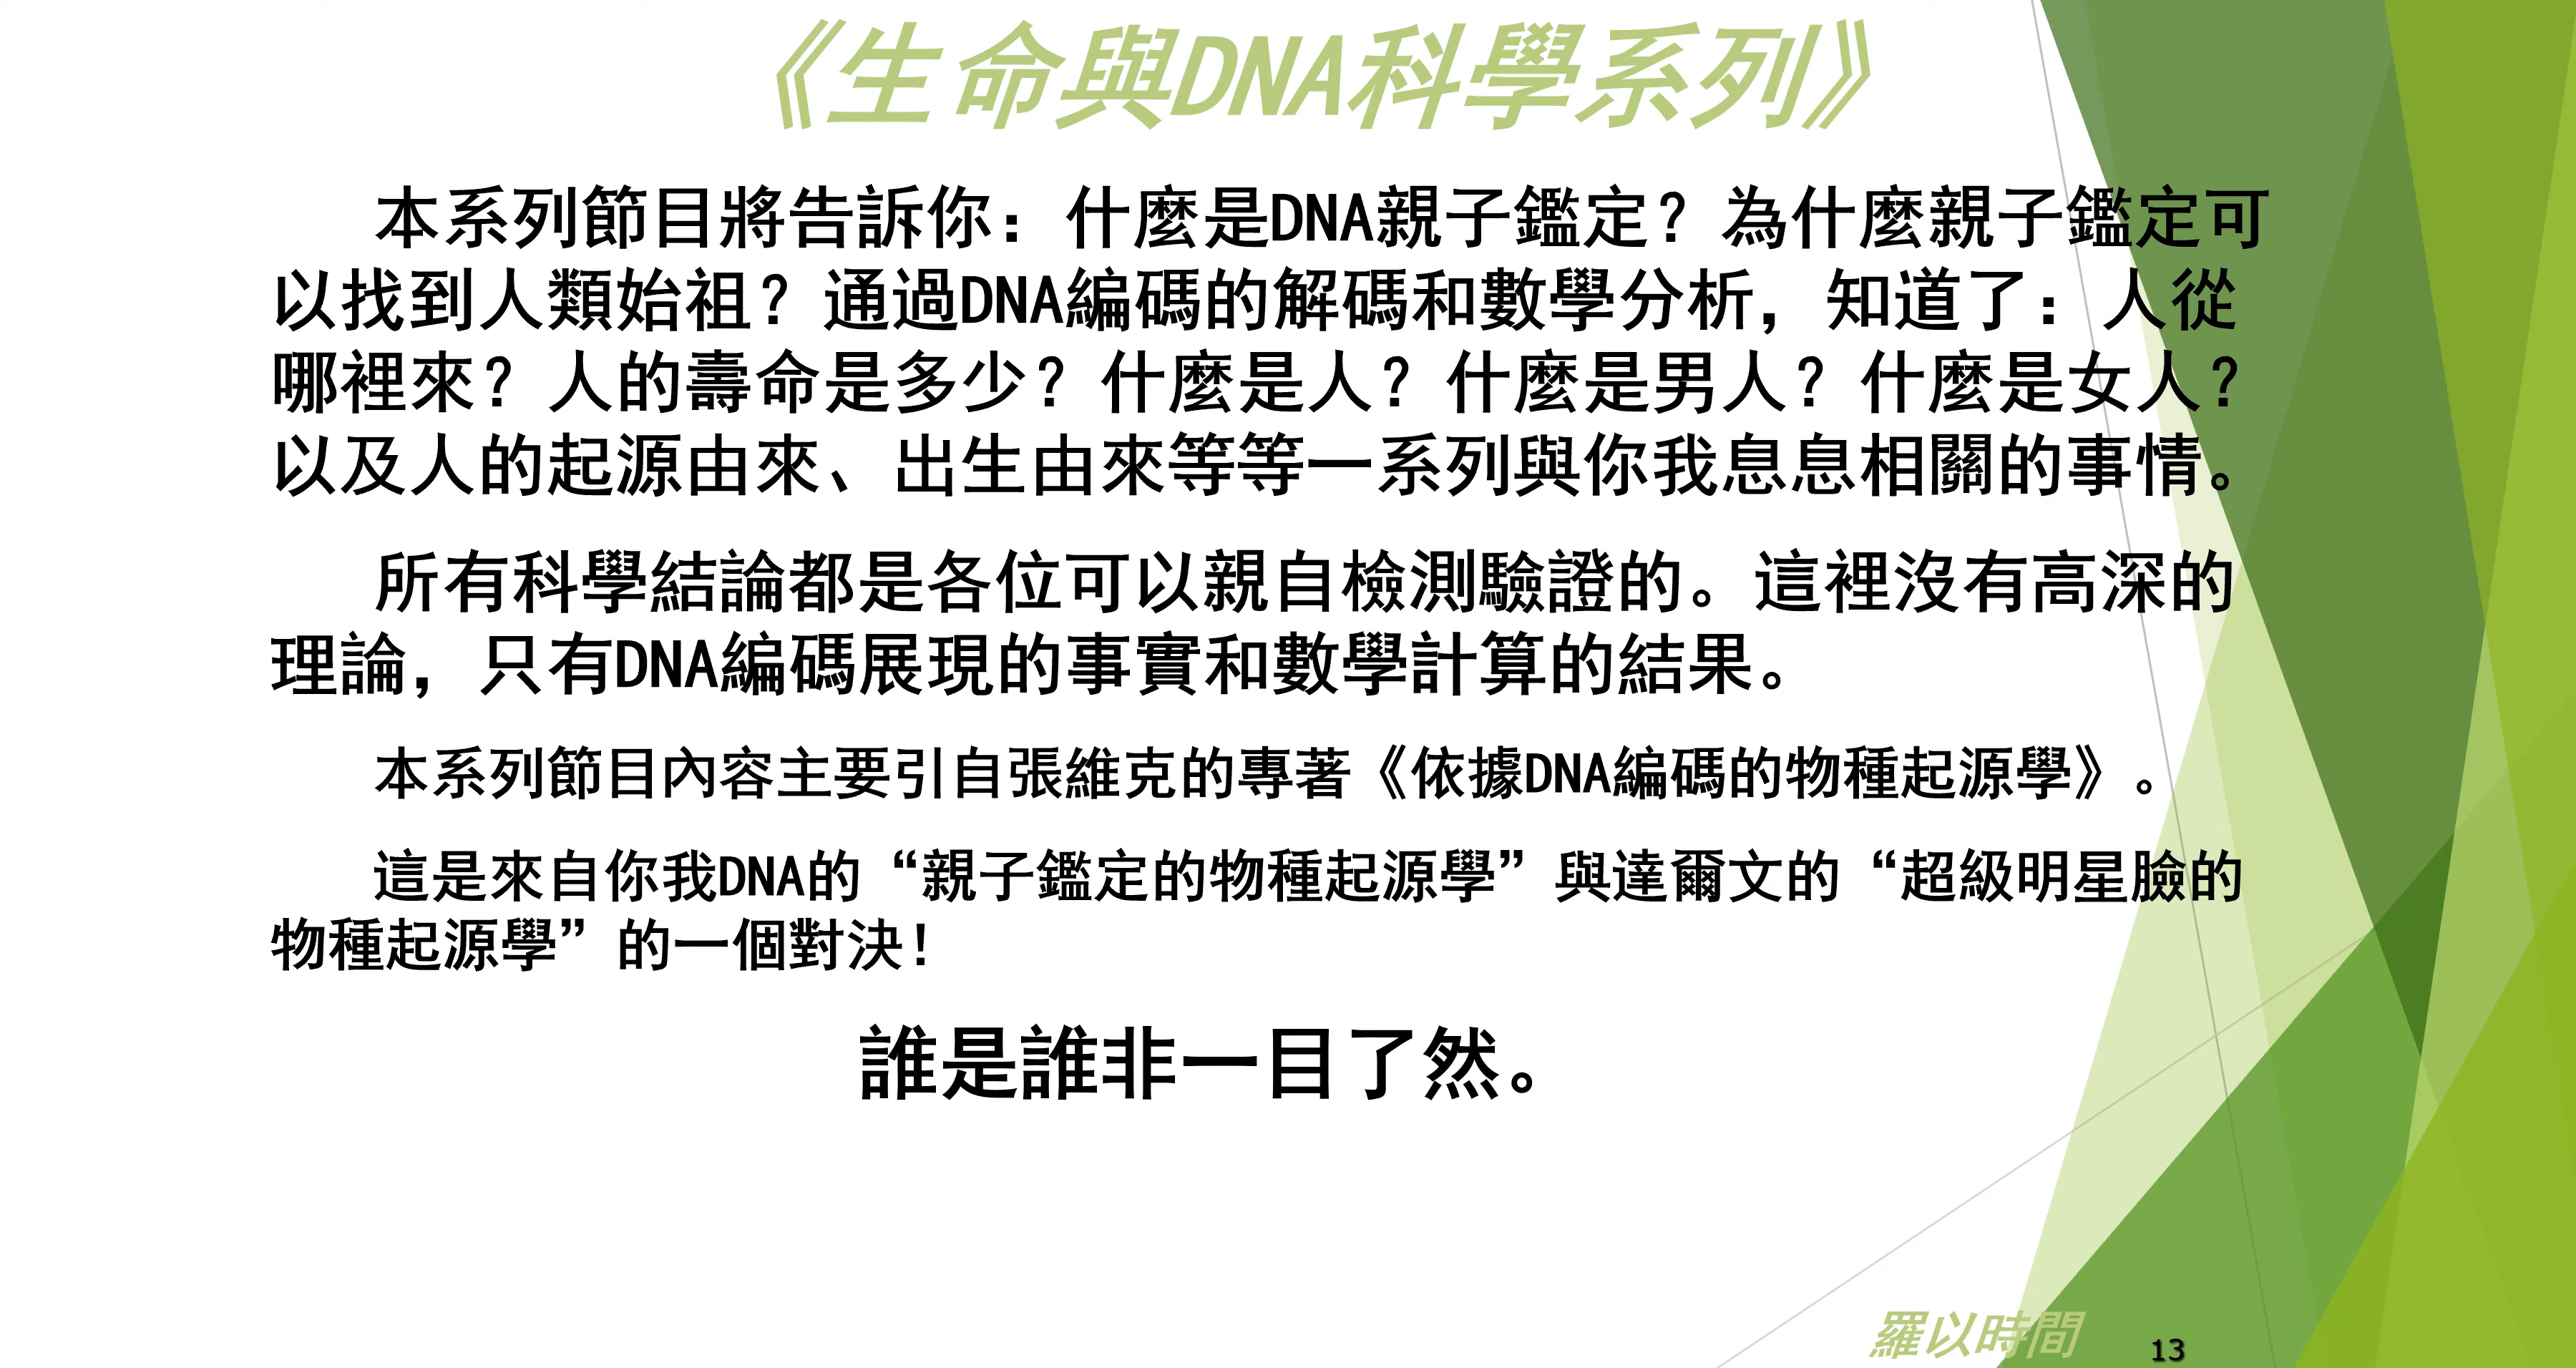 《生命與DNA科學系列》
本系列節目將告訴你：什麼是DNA親子鑑定？為什麼親子鑑定可
以找到人類始祖？通過DNA編碼的解碼和數學分析，知道了：人從
哪裡來？人的壽命是多少？什麼是人？什麼是男人？什麼是女人？
以及人的起源由來、出生由來等等一系列與你我息息相關的事情。
所有科學結論都是各位可以親自檢測驗證的。這裡沒有高深的
理論，只有DNA編碼展現的事實和數學計算的結果。
本系列節目內容主要引自張維克的專著《依據DNA編碼的物種起源學》。
這是來自你我DNA的“親子鑑定的物種起源學”與達爾文的“超級明星臉的
物種起源學”的一個對決！
誰是誰非一目了然。
羅以時間
13